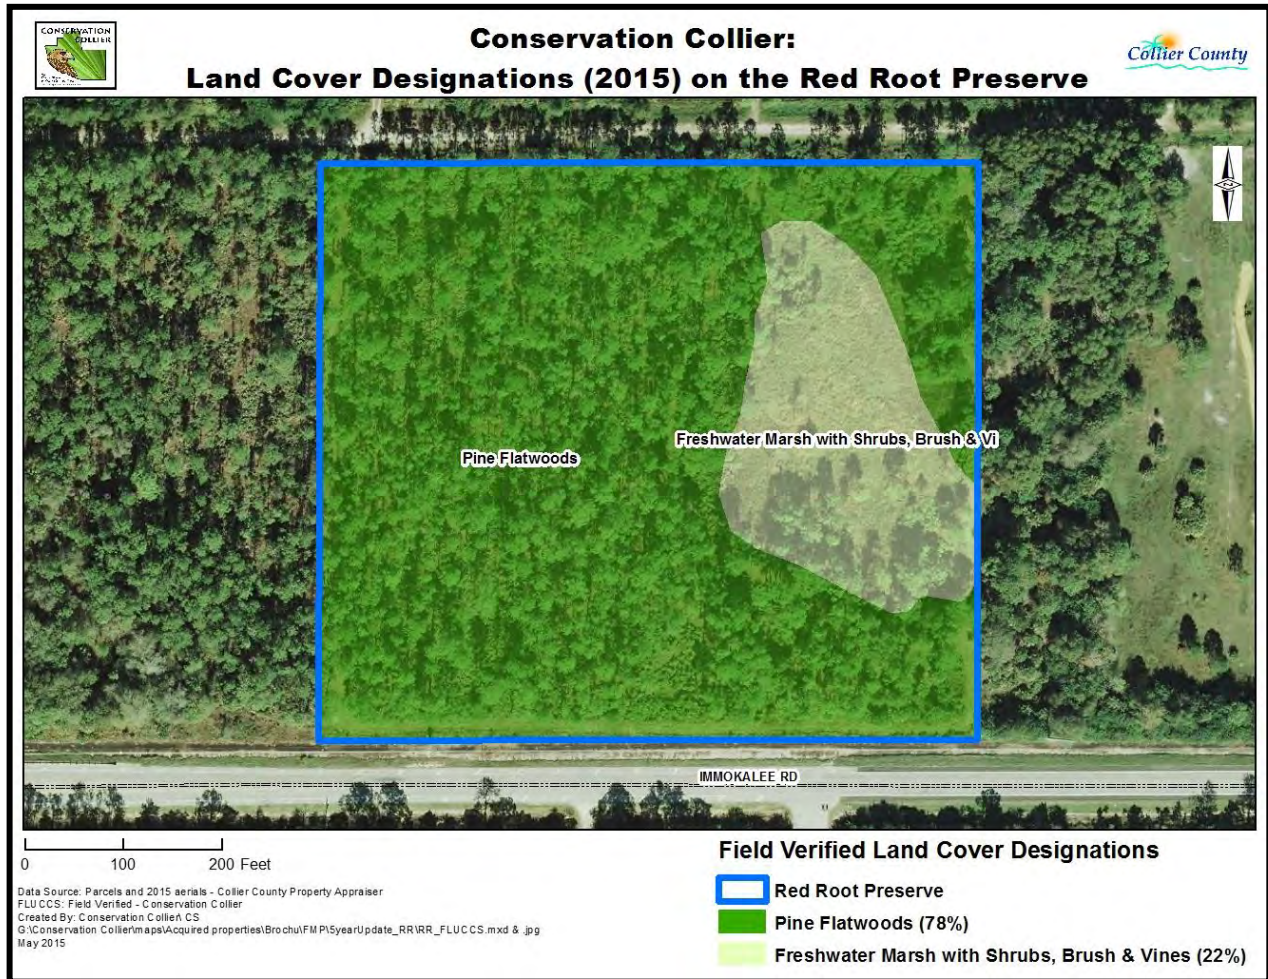 CONSERVATION
COLLIER
Conservation Collier:
Land Cover Designations (2015) on the Red Root Preserve
Collier County
N
Freshwater Marsh with Shrubs, Brush & Vi
Pine Flatwoods
IMMOKALEE RD
0 100 200 Feet
Data Source: Parcels and 2015 aerials - Collier County Property Appraiser
FLUCCS: Field Verified - Conservation Collier
Created By: Conservation Collier\ CS
G:\Conservation Collier\maps\Acquired properties\Brochu\FMP\5yearUpdate_RR\RR_FLUCCS.mxd & .jpg
May 2015
Field Verified Land Cover Designations
Red Root Preserve
Pine Flatwoods (78%)
Freshwater Marsh with Shrubs, Brush & Vines (22%)